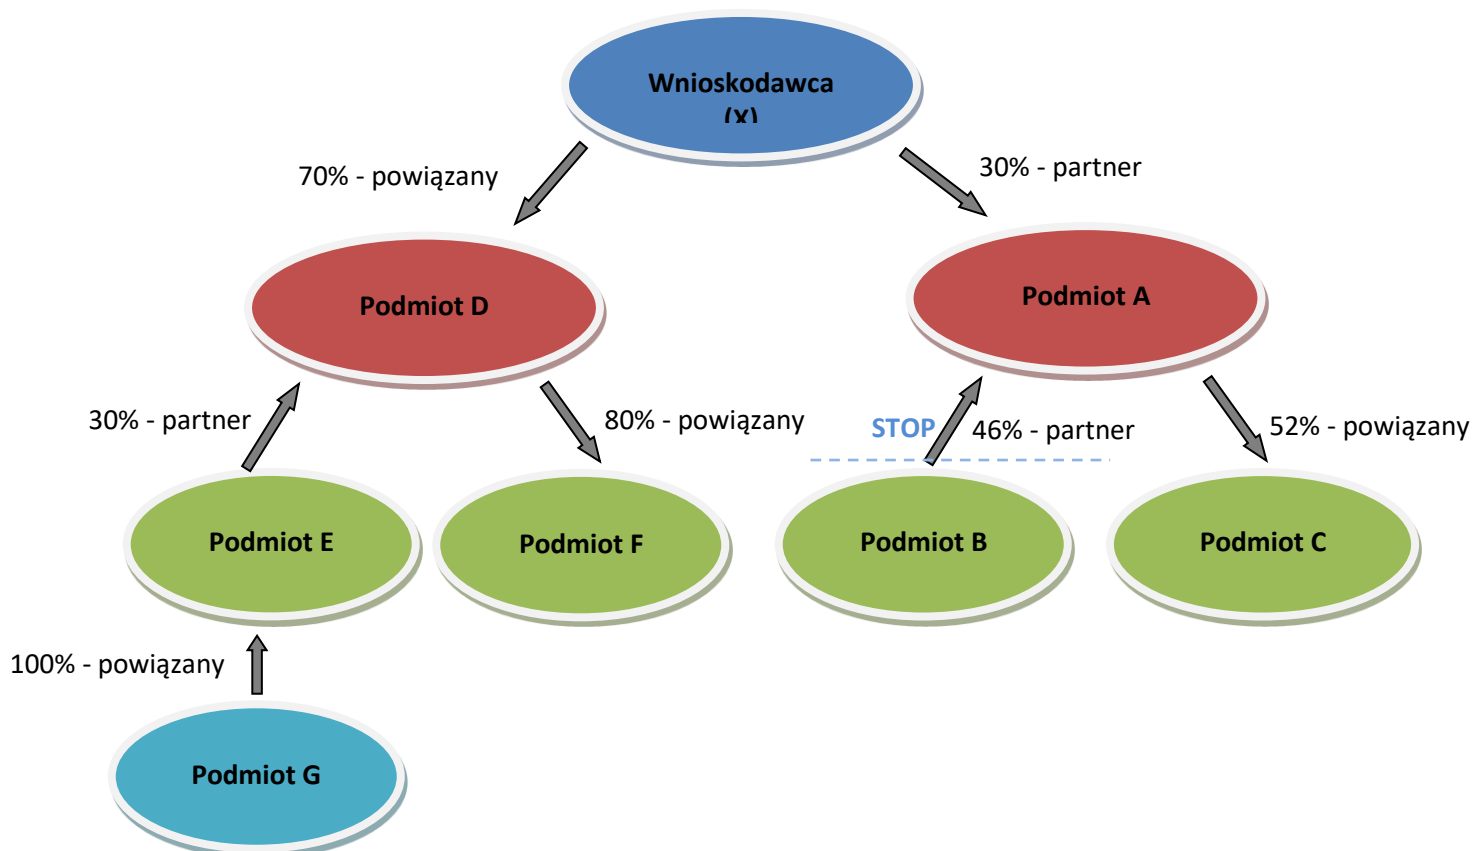 Wnioskodawca
(X)
70% - powiązany
30% - partner
Podmiot D
Podmiot A
30% - partner
80% - powiązany
STOP
46% - partner
52% - powiązany
Podmiot E
Podmiot F
Podmiot B
Podmiot C
100% - powiązany
Podmiot G